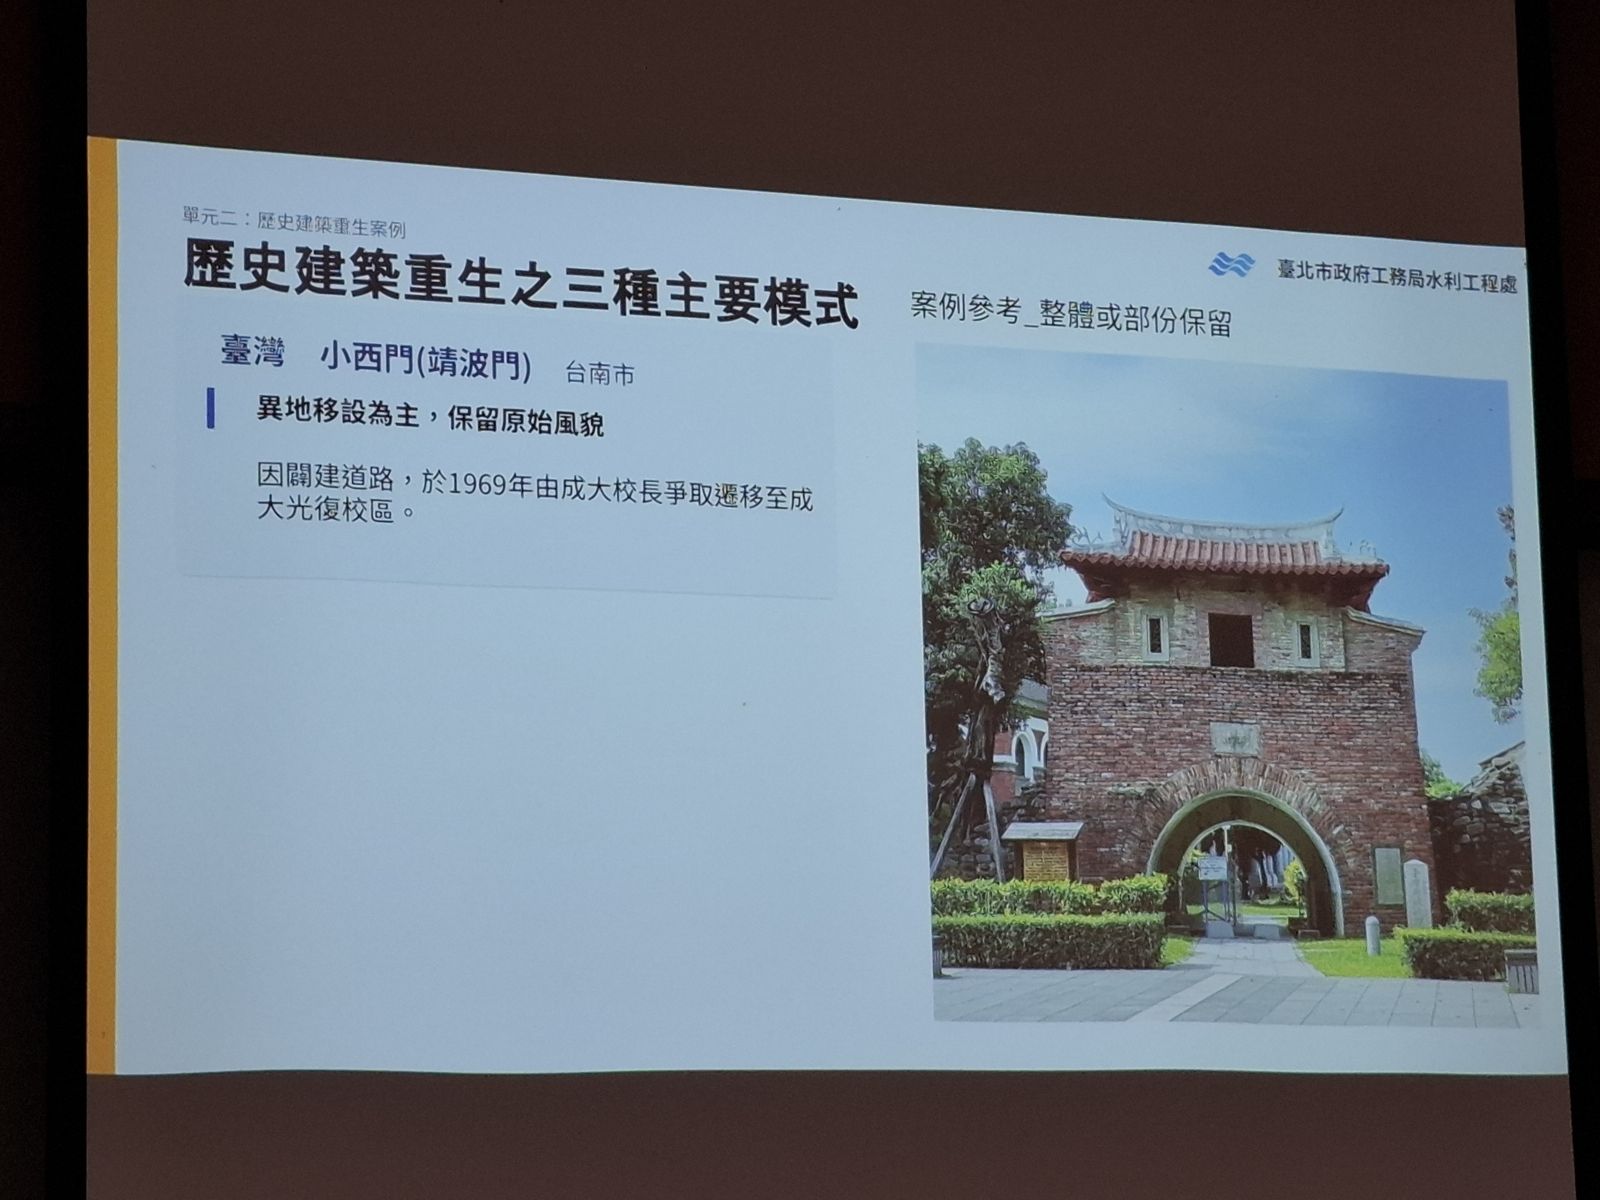 單元二：歷史建築重生案例
歷史建築重生之三種主要模式
臺北市政府工務局水利工程處
案例參考_整體或部份保留
臺灣 小西門(靖波門) 台南市
異地移設為主，保留原始風貌
因闢建道路，於1969年由成大校長爭取遷移至成
大光復校區。